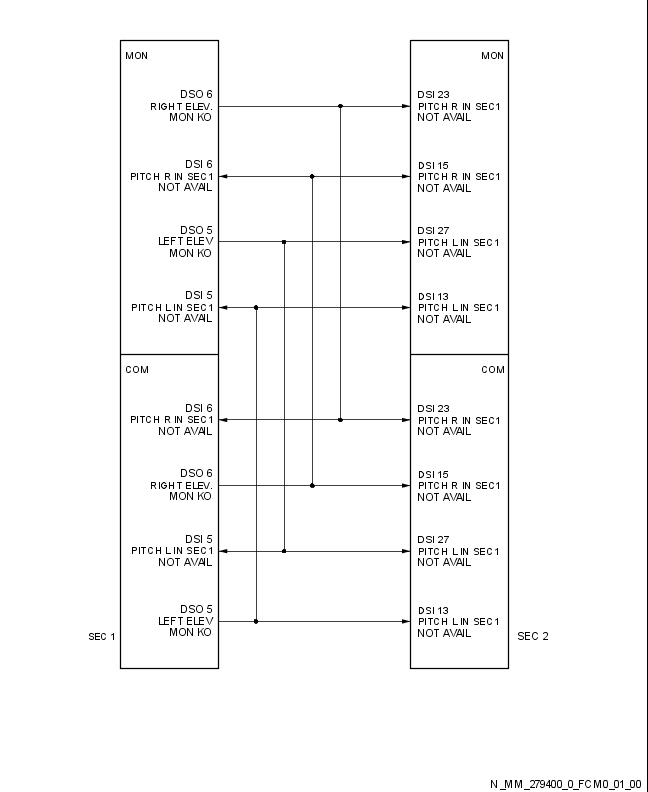 MON
DSO 6
RIGHT ELEV.
MON KO
DSI 6
PITCH R IN SEC1
NOT AVAIL
DSO 5
LEFT ELEV
MON KO
DSI 5
PITCH L IN SEC1
NOT AVAIL
COM
DSI 6
PITCH R IN SEC1
NOT AVAIL
DSO 6
RIGHT ELEV.
MON KO
DSI 5
PITCH L IN SEC1
NOT AVAIL
DSO 5
LEFT ELEV
MON KO
SEC 1
MON
DSI 23
PITCH R IN SEC1
NOT AVAIL
DSI 15
PITCH R IN SEC1
NOT AVAIL
DSI 27
PITCH L IN SEC1
NOT AVAIL
DSI 13
PITCH L IN SEC1
NOT AVAIL
COM
DSI 23
PITCH R IN SEC1
NOT AVAIL
DSI 15
PITCH R IN SEC1
NOT AVAIL
DSI 27
PITCH L IN SEC1
NOT AVAIL
DSI 13
PITCH L IN SEC1
NOT AVAIL
SEC 2
N_MM_279400_0_FCM0_01_00